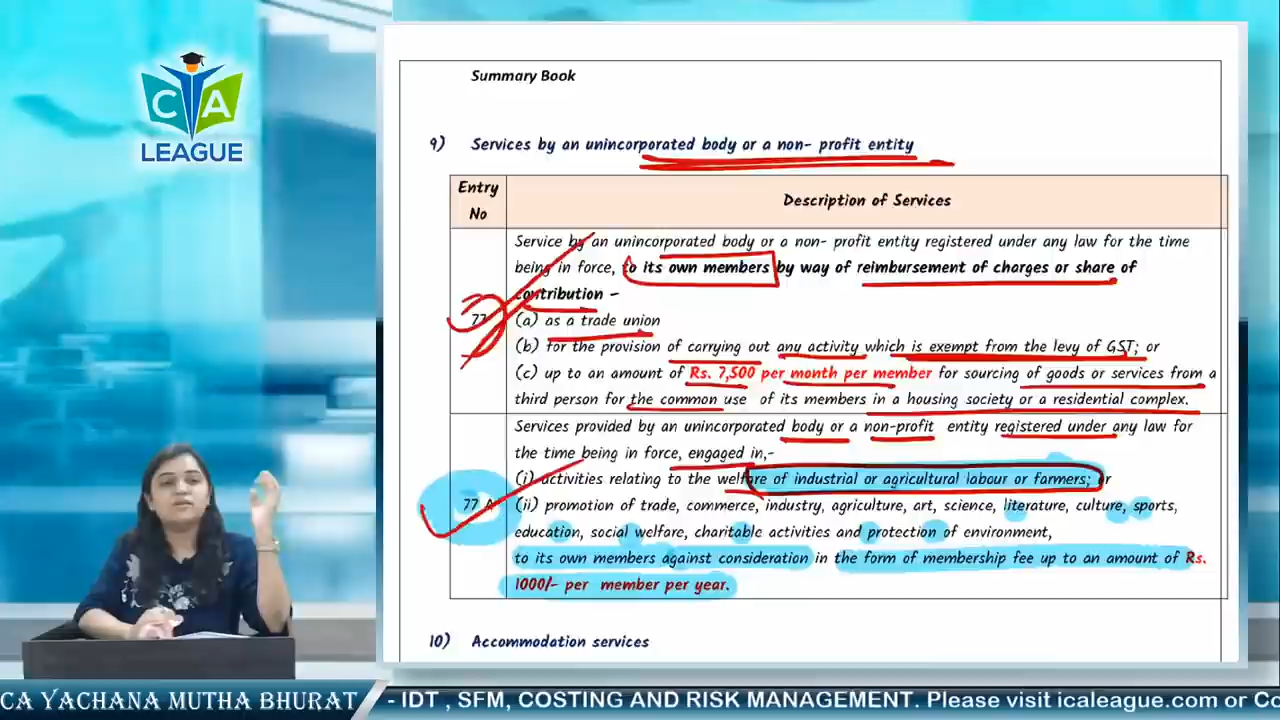 CA
LEAGUE
Summary Book
9) Services by an unincorporated body or a non- profit entity
Entry No
Description of Services
Service by an unincorporated body or a non- profit entity registered under any law for the time
being in force, to its own members by way of reimbursement of charges or share of
contribution –
77
(a) as a trade union
(b) for the provision of carrying out any activity which is exempt from the levy of GST; or
(c) up to an amount of Rs. 7,500 per month per member for sourcing of goods or services from a
third person for the common use of its members in a housing society or a residential complex.
Services provided by an unincorporated body or a non-profit entity registered under any law for
the time being in force, engaged in,-
(i) activities relating to the welfare of industrial or agricultural labour or farmers; or
77 A
(ii) promotion of trade, commerce, industry, agriculture, art, science, literature, culture, sports,
education, social welfare, charitable activities and protection of environment,
to its own members against consideration in the form of membership fee up to an amount of Rs.
1000/- per member per year.
10) Accommodation services
CA YACHANA MUTHA BHURAT
- IDT , SFM, COSTING AND RISK MANAGEMENT. Please visit icaleague.com or Co